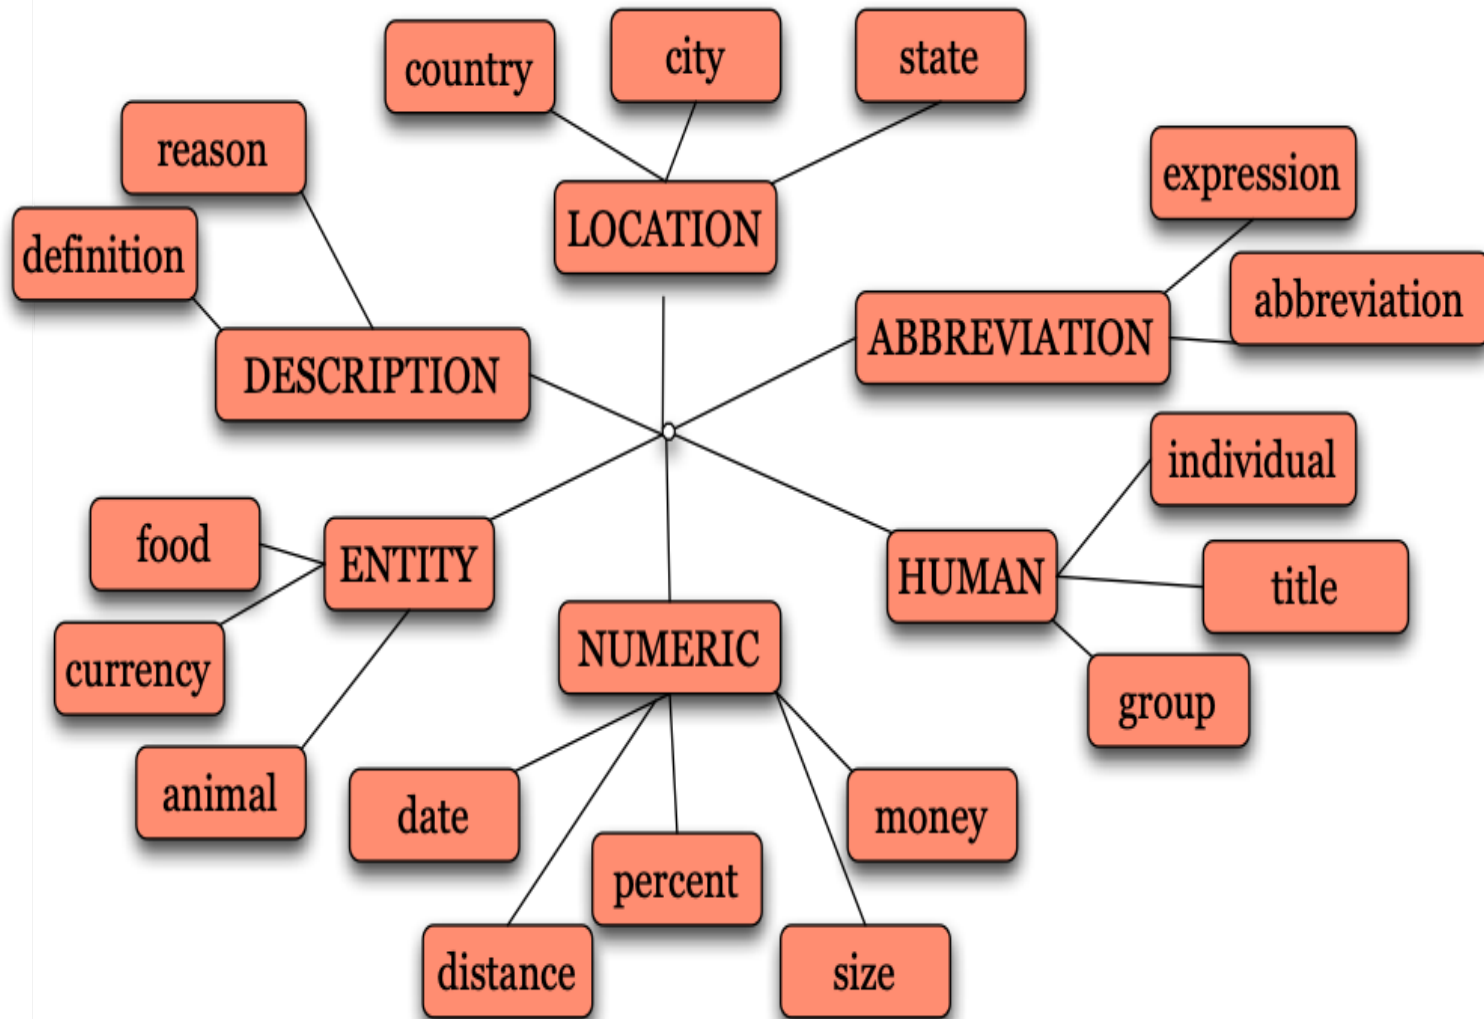 country
city
state
reason
expression
definition
LOCATION
abbreviation
ABBREVIATION
DESCRIPTION
individual
food
ENTITY
HUMAN
title
currency
NUMERIC
group
animal
date
money
percent
distance
size